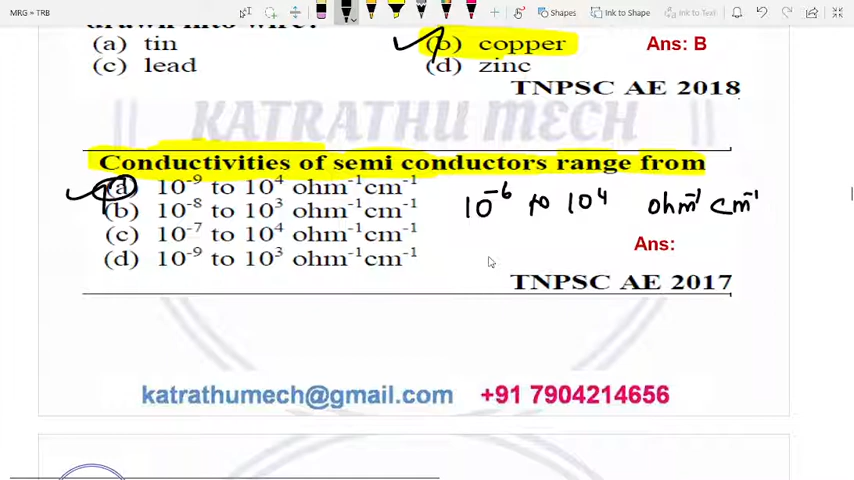 MRG » TRB
Shapes
Ink to Shape
Ink to Text
drawn into wire?
(a) tin
(b) copper
Ans: B
(c) lead
(d) zinc
TNPSC AE 2018
KATRATHU MECH
Conductivities of semi conductors range from
(a) 10⁻⁹ to 10⁴ ohm⁻¹cm⁻¹
(b) 10⁻⁸ to 10³ ohm⁻¹cm⁻¹
10⁻⁶ to 10⁴ ohm⁻¹ cm⁻¹
(c) 10⁻⁷ to 10⁴ ohm⁻¹cm⁻¹
Ans:
(d) 10⁻⁹ to 10³ ohm⁻¹cm⁻¹
TNPSC AE 2017
katrathumech@gmail.com +91 7904214656